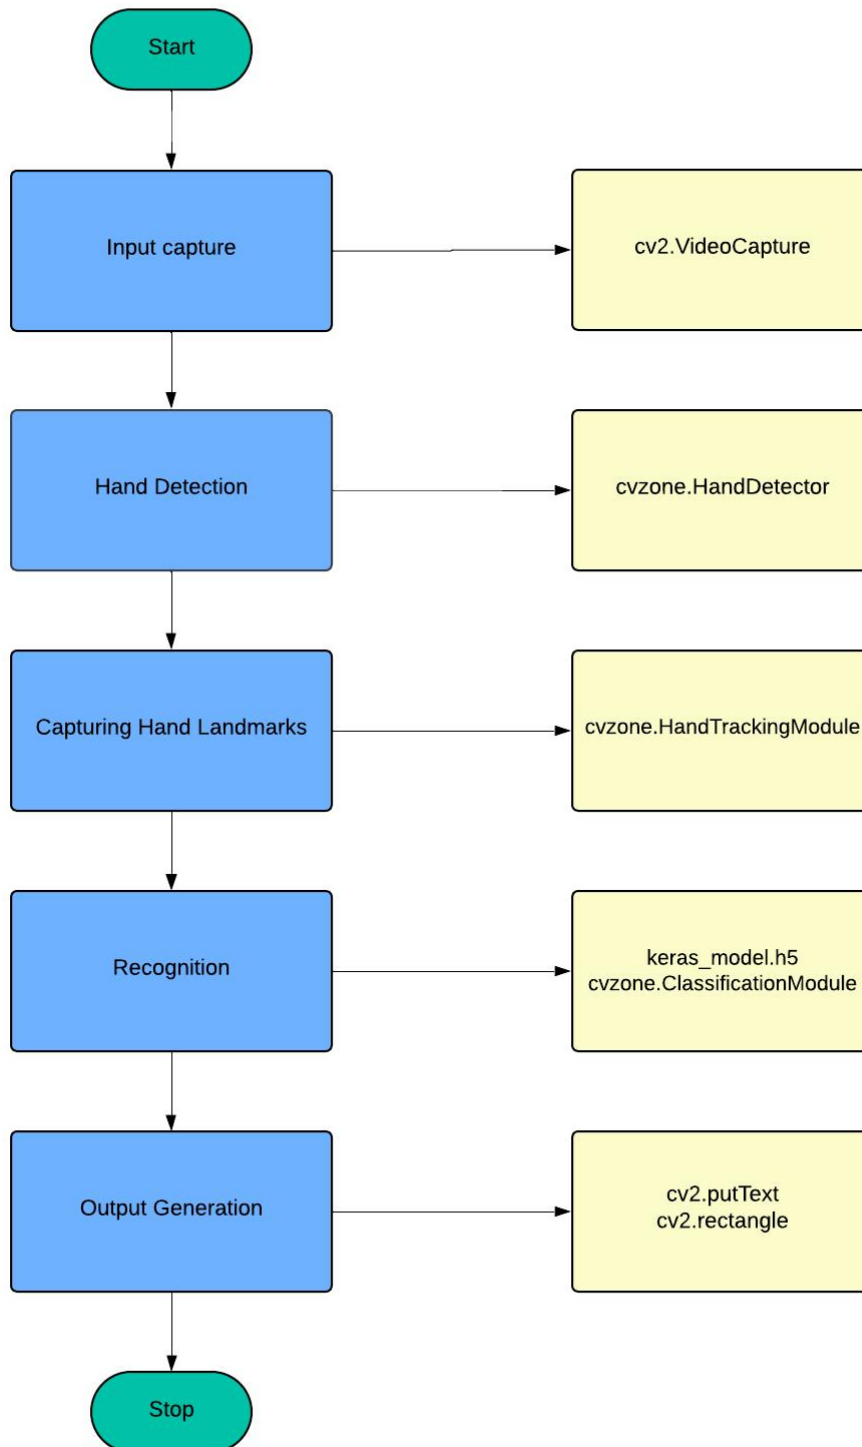 Start
Input capture
cv2.VideoCapture
Hand Detection
cvzone.HandDetector
Capturing Hand Landmarks
cvzone.HandTrackingModule
Recognition
keras_model.h5
cvzone.ClassificationModule
Output Generation
cv2.putText
cv2.rectangle
Stop